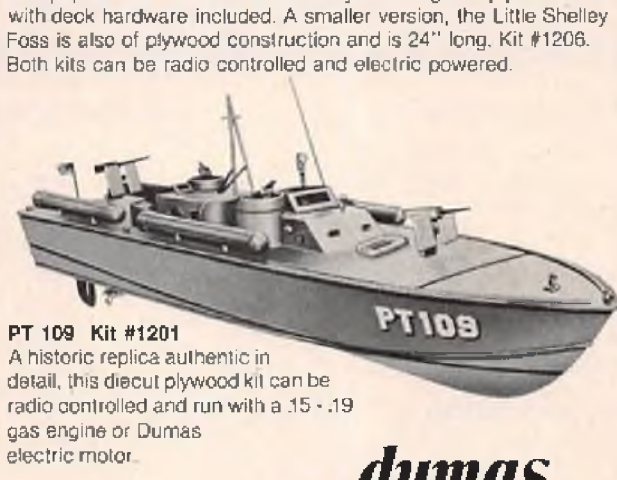 with deck hardware included. A smaller version, the Little Shelley
Foss is also of plywood construction and is 24" long. Kit #1206.
Both kits can be radio controlled and electric powered.
PT109
PT 109 Kit #1201
A historic replica authentic in
detail, this diecut plywood kit can be
radio controlled and run with a .15 - .19
gas engine or Dumas
electric motor.
dumas